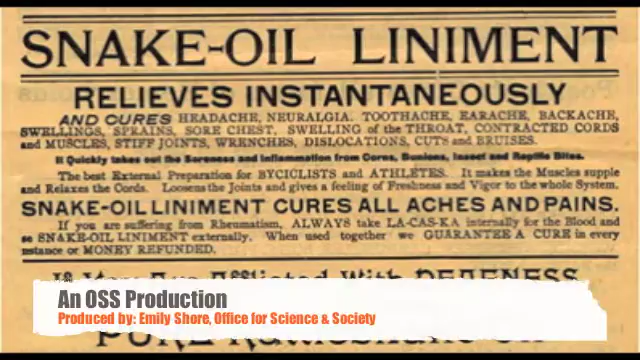 SNAKE-OIL LINIMENT
RELIEVES INSTANTANEOUSLY
AND CURES HEADACHE, NEURALGIA. TOOTHACHE, EARACHE, BACKACHE,
SWELLINGS, SPRAINS, SORE CHEST, SWELLING of the THROAT, CONTRACTED CORDS
and MUSCLES, STIFF JOINTS, WRENCHES, DISLOCATIONS, CUTS and BRUISES.
It Quickly takes out the Soreness and Inflammation from Corns, Bunions, Insect and Reptile Bites.
The best External Preparation for BYCICLISTS and ATHLETES. It makes the Muscles supple
and Relaxes the Cords. Loosens the Joints and gives a feeling of Freshness and Vigor to the whole System.
SNAKE-OIL LINIMENT CURES ALL ACHES AND PAINS.
If you are suffering from Rheumatism, ALWAYS take LA-CAS-KA internally for the Blood and
SNAKE-OIL LINIMENT externally. When used together we GUARANTEE A CURE in every
instance or MONEY REFUNDED.
If You Are Afflicted With DEAFNESS
An OSS Production
Produced by: Emily Shore, Office for Science & Society